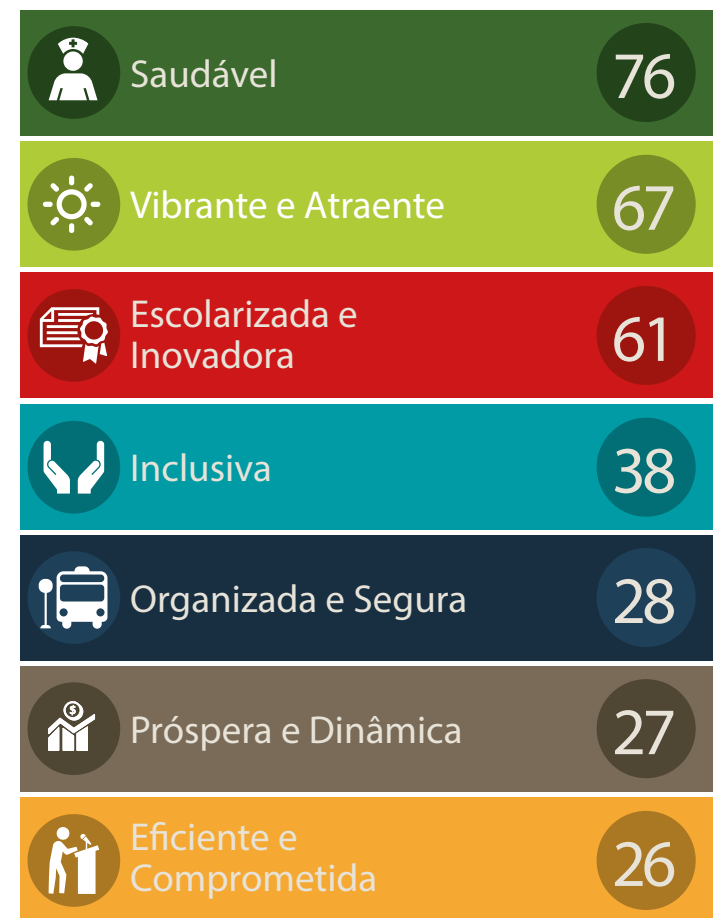 Saudável
76
Vibrante e Atraente
67
Escolarizada e
Inovadora
61
Inclusiva
38
Organizada e Segura
28
Próspera e Dinâmica
27
Eficiente e
Comprometida
26